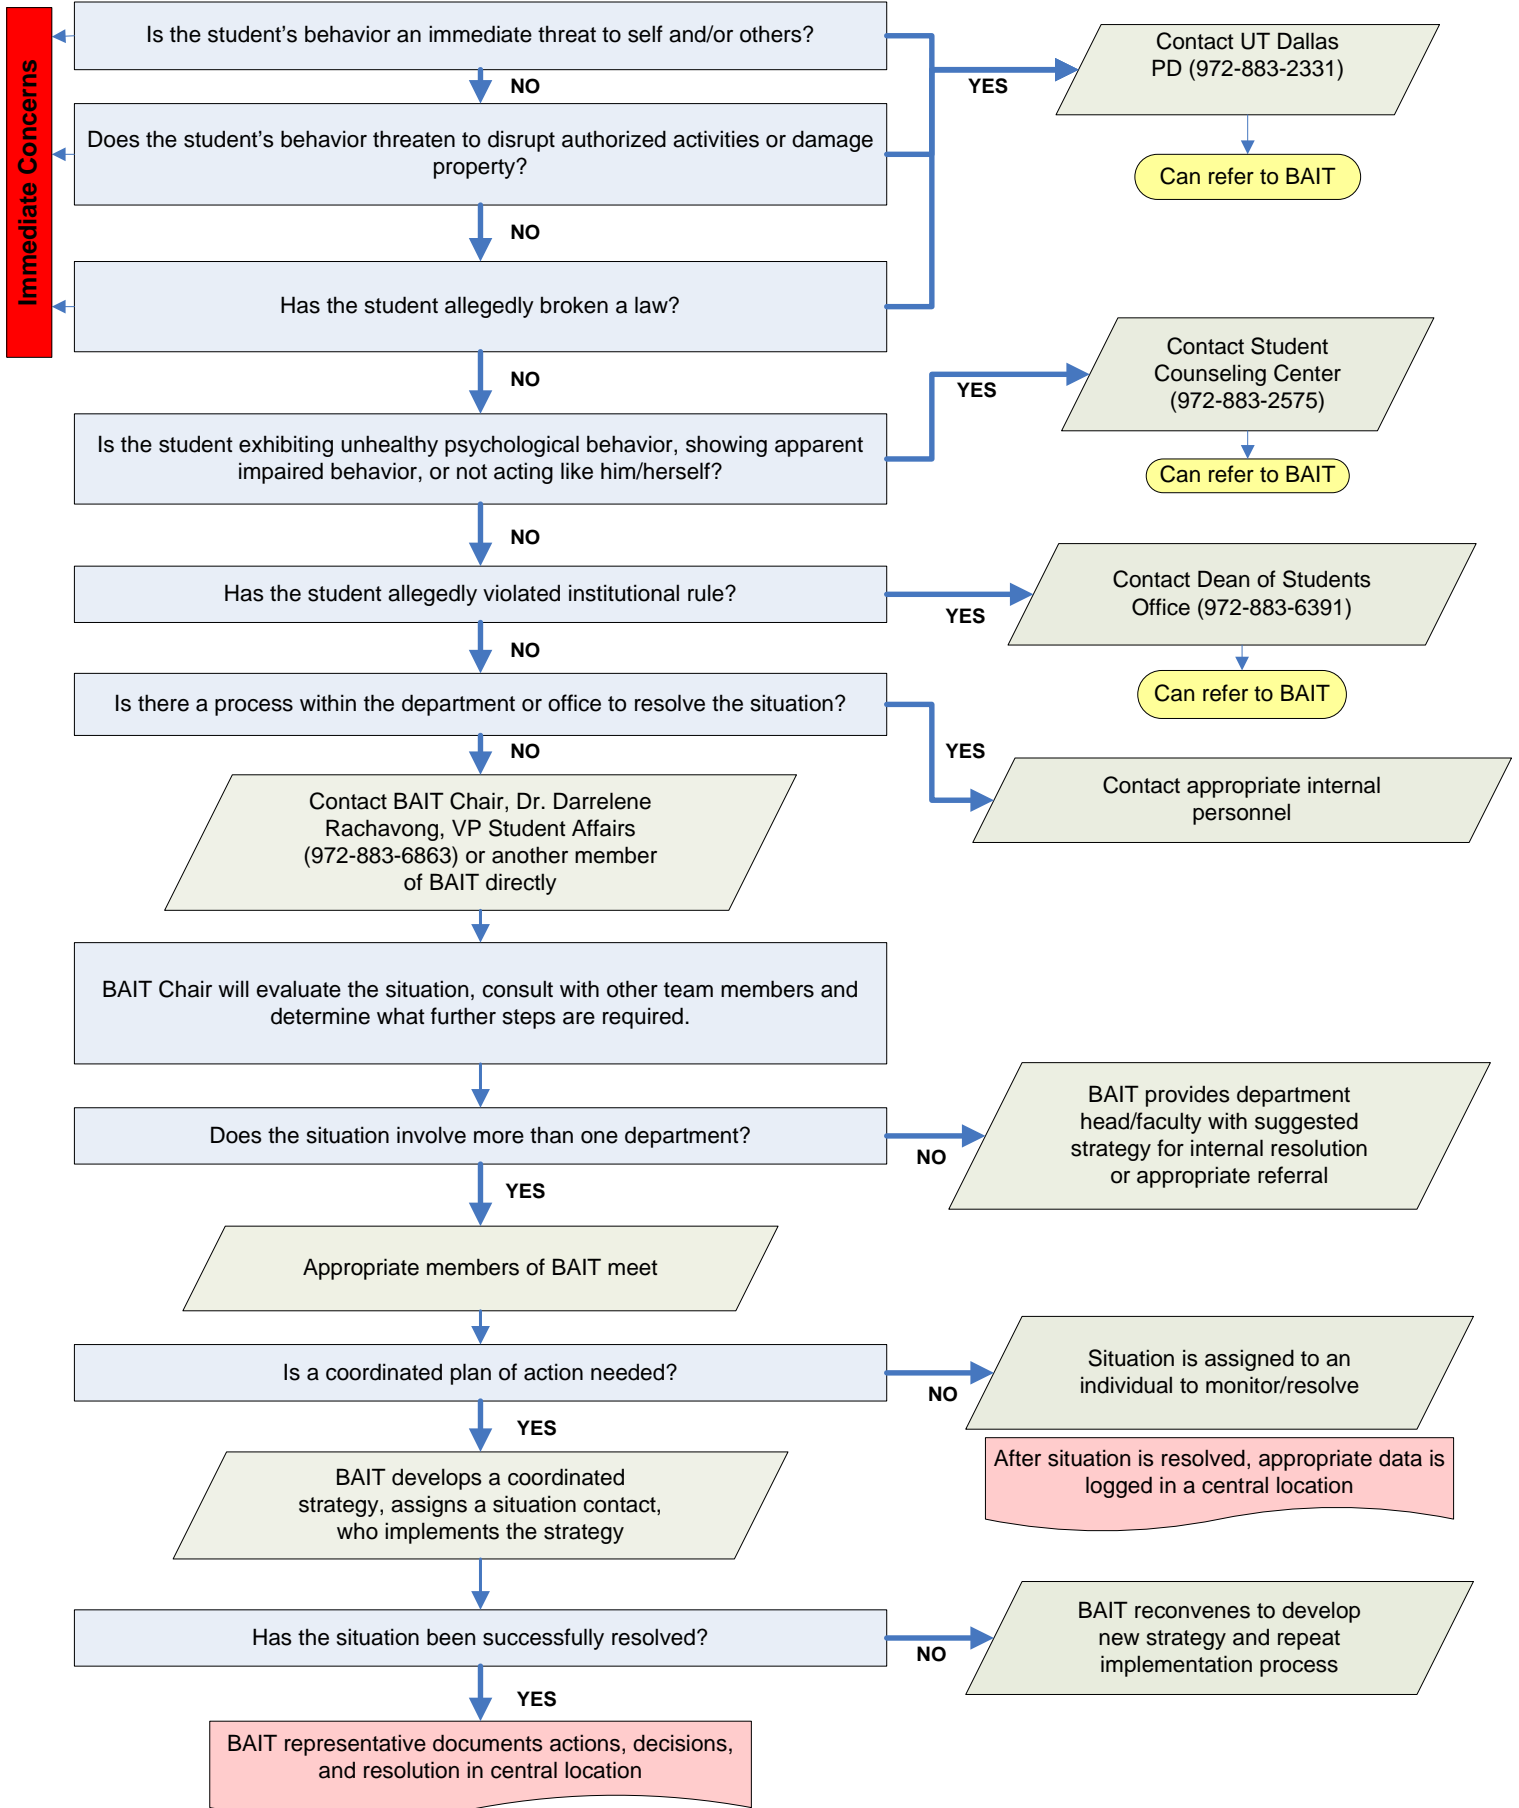 Immediate Concerns
Is the student's behavior an immediate threat to self and/or others?
YES
Contact UT Dallas
PD (972-883-2331)
Can refer to BAIT
NO
Does the student's behavior threaten to disrupt authorized activities or damage
property?
NO
Has the student allegedly broken a law?
NO
Is the student exhibiting unhealthy psychological behavior, showing apparent
impaired behavior, or not acting like him/herself?
YES
Contact Student
Counseling Center
(972-883-2575)
Can refer to BAIT
NO
Has the student allegedly violated institutional rule?
YES
Contact Dean of Students
Office (972-883-6391)
Can refer to BAIT
NO
Is there a process within the department or office to resolve the situation?
YES
Contact appropriate internal
personnel
NO
Contact BAIT Chair, Dr. Darrelene
Rachavong, VP Student Affairs
(972-883-6863) or another member
of BAIT directly
BAIT Chair will evaluate the situation, consult with other team members and
determine what further steps are required.
Does the situation involve more than one department?
NO
BAIT provides department
head/faculty with suggested
strategy for internal resolution
or appropriate referral
YES
Appropriate members of BAIT meet
Is a coordinated plan of action needed?
NO
Situation is assigned to an
individual to monitor/resolve
After situation is resolved, appropriate data is
logged in a central location
YES
BAIT develops a coordinated
strategy, assigns a situation contact,
who implements the strategy
Has the situation been successfully resolved?
NO
BAIT reconvenes to develop
new strategy and repeat
implementation process
YES
BAIT representative documents actions, decisions,
and resolution in central location